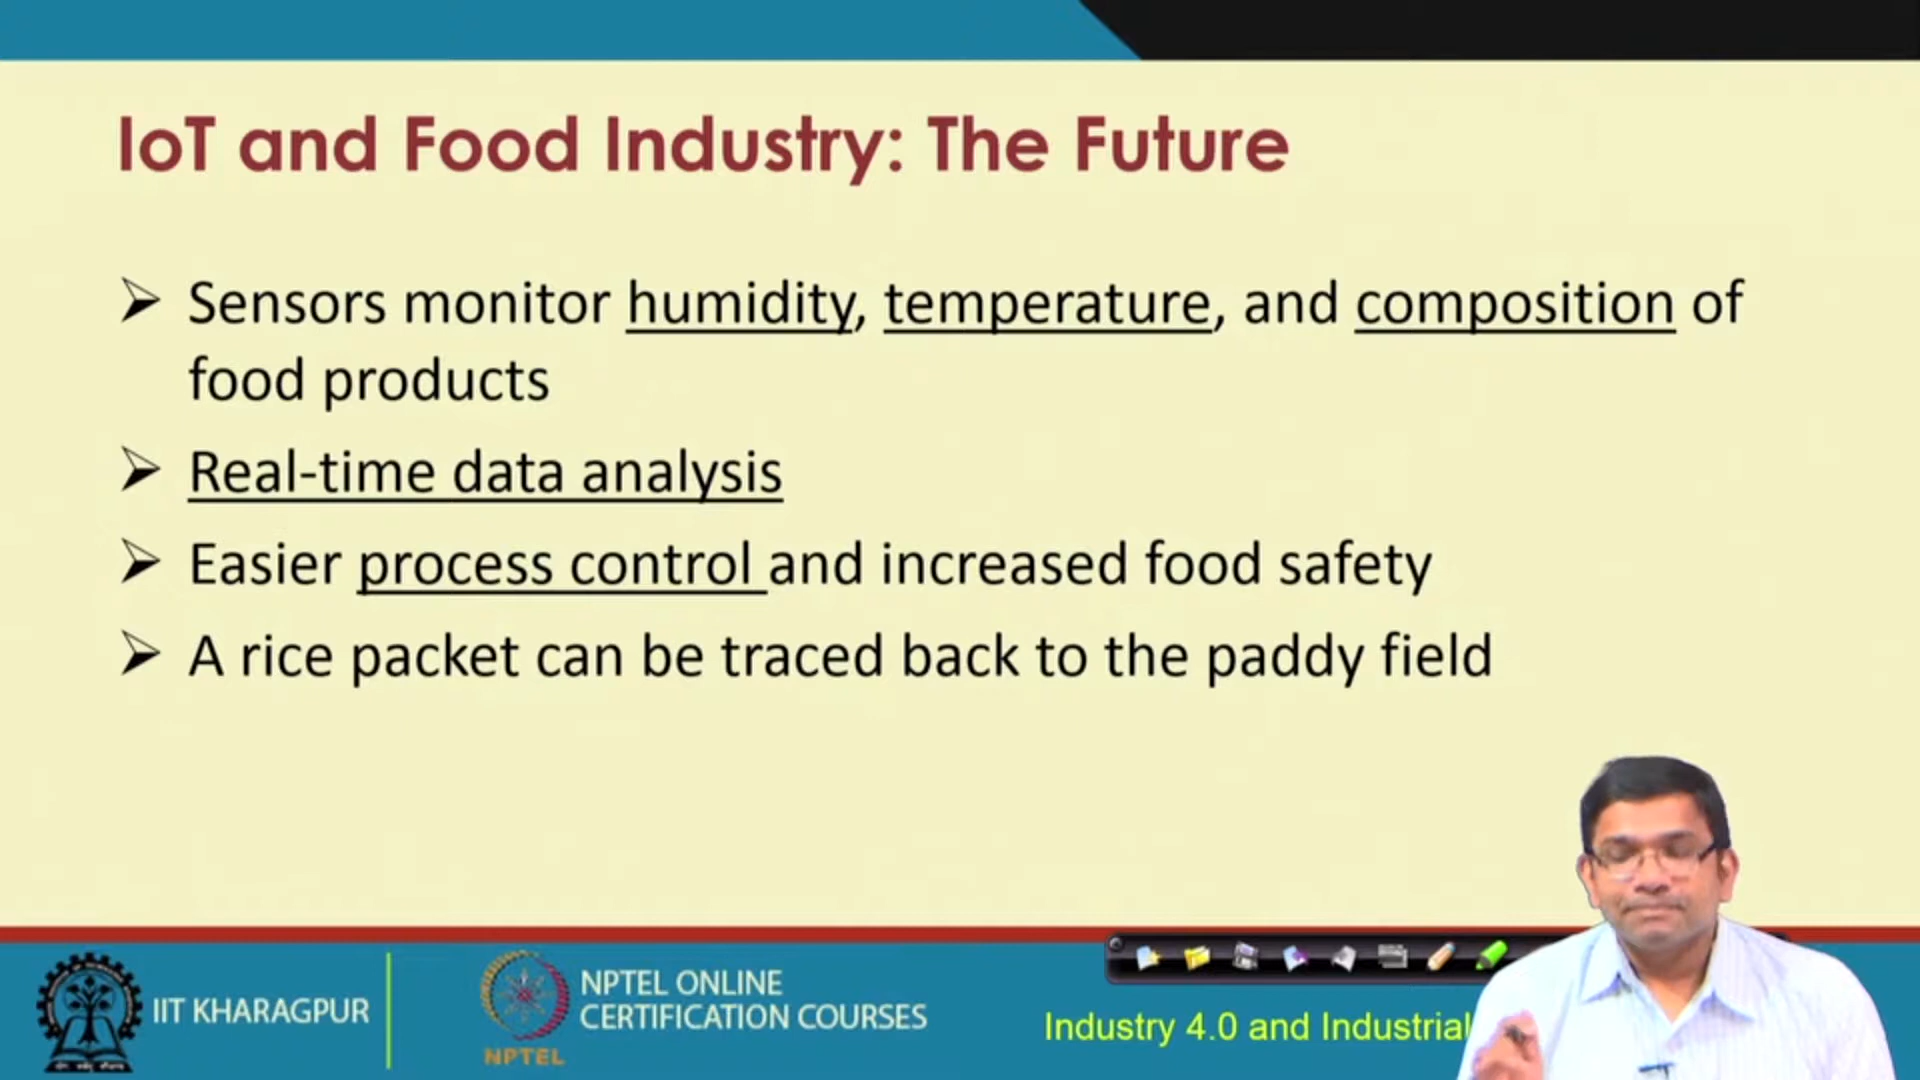 IoT and Food Industry: The Future
➢ Sensors monitor humidity, temperature, and composition of
food products
➢ Real-time data analysis
➢ Easier process control and increased food safety
➢ A rice packet can be traced back to the paddy field
IIT KHARAGPUR
NPTEL ONLINE
CERTIFICATION COURSES
NPTEL
Industry 4.0 and Industrial